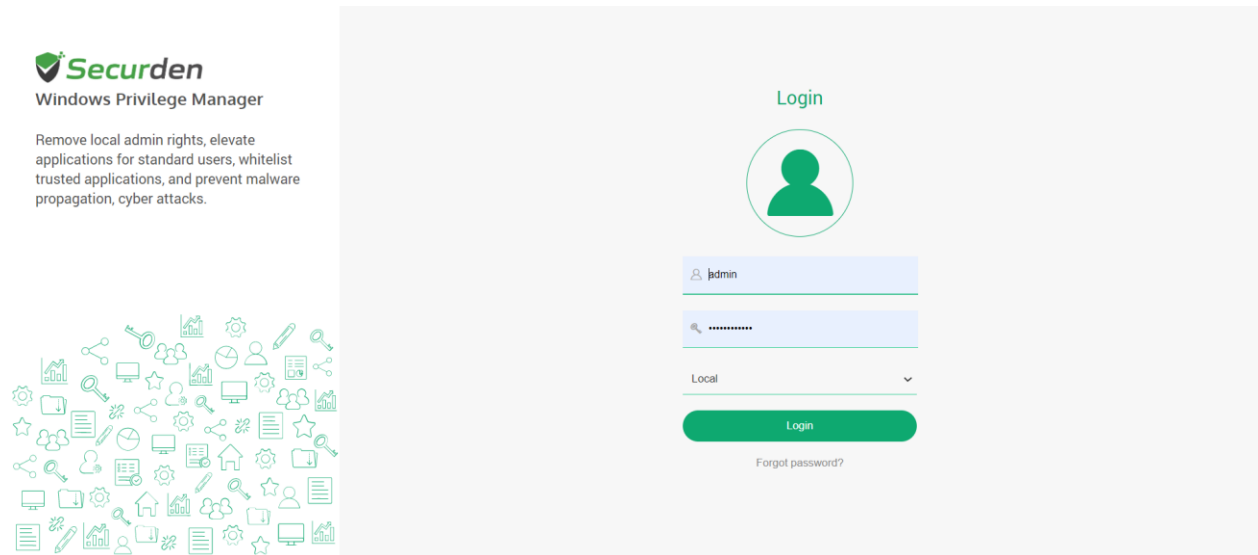 Securden
Windows Privilege Manager
Remove local admin rights, elevate
applications for standard users, whitelist
trusted applications, and prevent malware
propagation, cyber attacks.
Login
admin
••••••••••••
Local
Login
Forgot password?